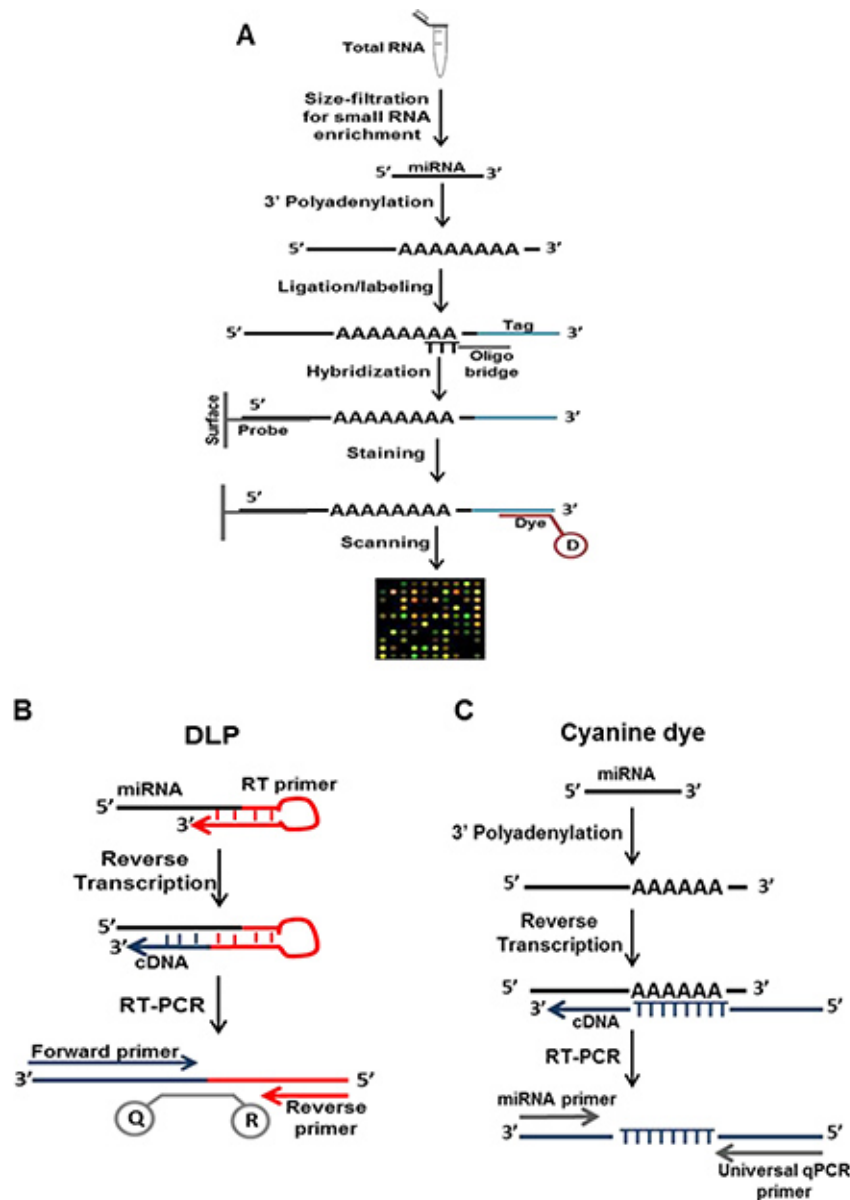 A
Total RNA
Size-filtration
for small RNA
enrichment
5′ miRNA 3′
3′ Polyadenylation
5′ AAAAAAAA 3′
Ligation/labeling
5′ AAAAAAAA Tag 3′
TTT Oligo
bridge
Hybridization
Surface
5′ AAAAAAAA 3′
Probe
Staining
5′ AAAAAAAA 3′
Dye
D
Scanning
B
DLP
miRNA RT primer
5′
3′
Reverse
Transcription
5′
3′
cDNA
RT-PCR
Forward primer
3′ 5′
Q R Reverse
primer
C
Cyanine dye
miRNA
5′ 3′
3′ Polyadenylation
5′ AAAAAA 3′
Reverse
Transcription
5′ AAAAAA 3′
3′ TTTTTTTT 5′
cDNA
RT-PCR
miRNA primer
3′ TTTTTTTT 5′
Universal qPCR
primer